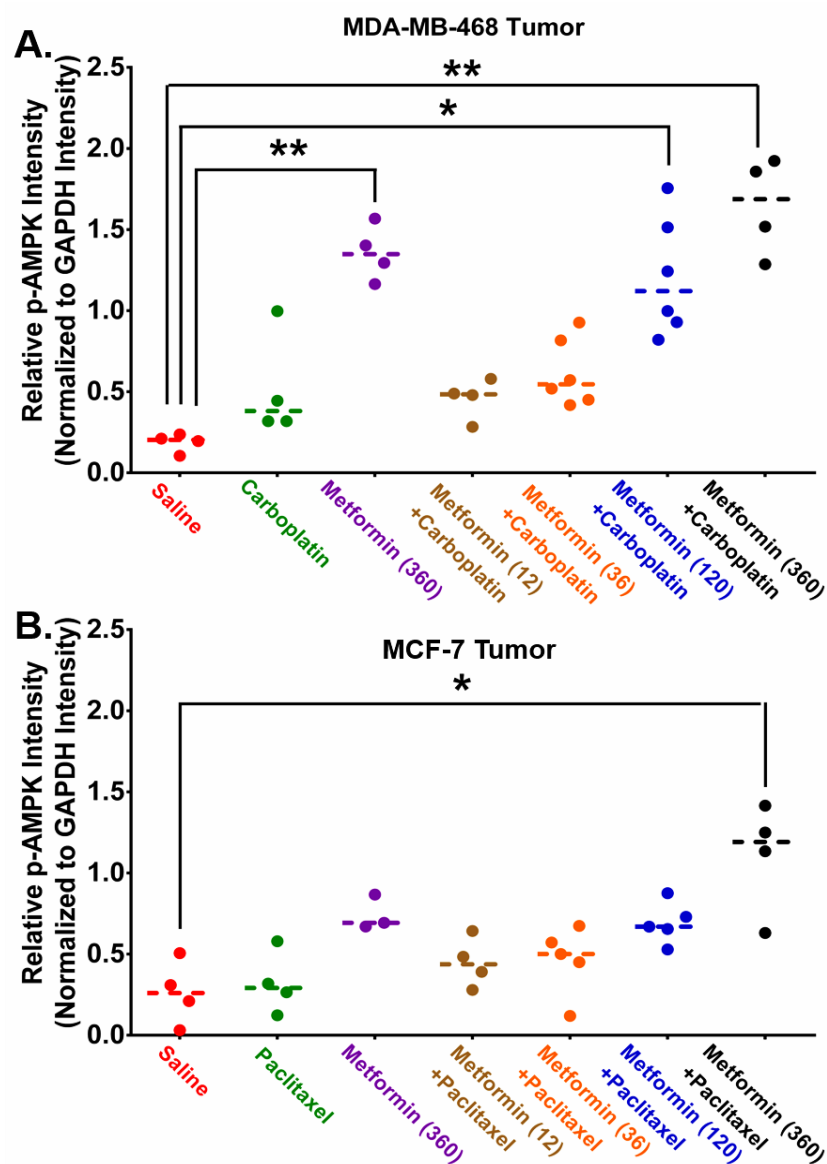 A.
MDA-MB-468 Tumor
Relative p-AMPK Intensity
(Normalized to GAPDH Intensity)
2.5
2.0
1.5
1.0
0.5
0.0
**
*
**
Saline
Carboplatin
Metformin (360)
Metformin (12)
+Carboplatin
Metformin (36)
+Carboplatin
Metformin (120)
+Carboplatin
Metformin (360)
+Carboplatin
B.
MCF-7 Tumor
Relative p-AMPK Intensity
(Normalized to GAPDH Intensity)
2.5
2.0
1.5
1.0
0.5
0.0
*
Saline
Paclitaxel
Metformin (360)
Metformin (12)
+Paclitaxel
Metformin (36)
+Paclitaxel
Metformin (120)
+Paclitaxel
Metformin (360)
+Paclitaxel